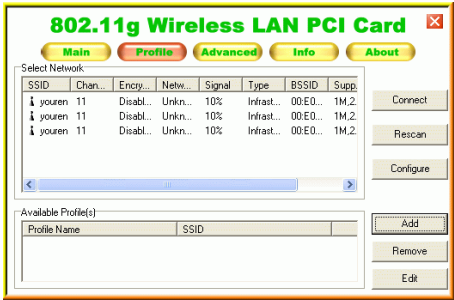 802.11g Wireless LAN PCI Card
Main Profile Advanced Info About
Select Network
SSID Chan... Encry... Netw... Signal Type BSSID Supp.
youren 11 Disabl... Unkn... 10% Infrast... 00:E0... 1M,2.
youren 11 Disabl... Unkn... 10% Infrast... 00:E0... 1M,2.
youren 11 Disabl... Unkn... 10% Infrast... 00:E0... 1M,2.
Connect
Rescan
Configure
Available Profile(s)
Profile Name SSID
Add
Remove
Edit